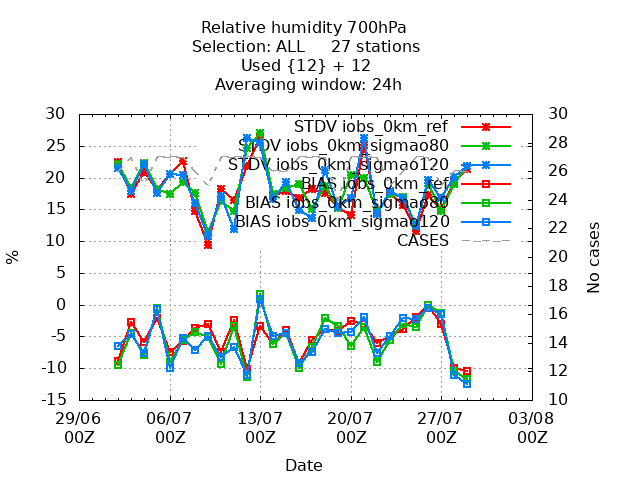 Relative humidity 700hPa
Selection: ALL     27 stations
Used {12} + 12
Averaging window: 24h
STDV iobs_0km_ref
STDV iobs_0km_sigmao80
STDV iobs_0km_sigmao120
BIAS iobs_0km_ref
BIAS iobs_0km_sigmao80
BIAS iobs_0km_sigmao120
CASES
30
25
20
15
10
5
0
-5
-10
-15
%
30
28
26
24
22
20
18
16
14
12
10
No cases
29/06 06/07 13/07 20/07 27/07 03/08
00Z 00Z 00Z 00Z 00Z 00Z
Date